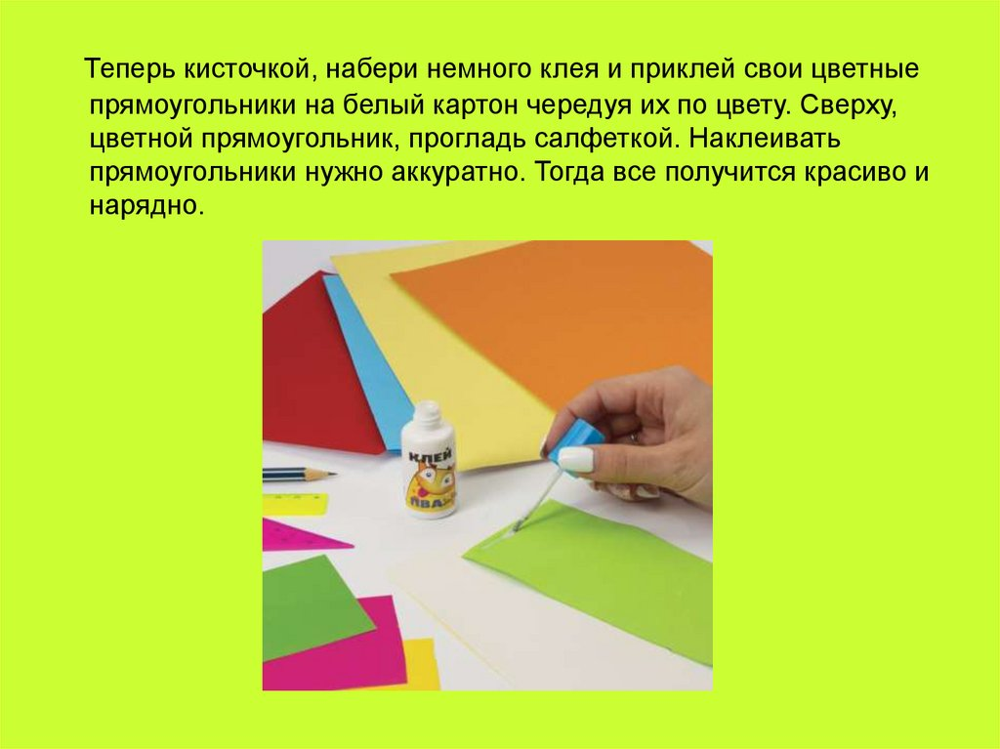 Теперь кисточкой, набери немного клея и приклей свои цветные
прямоугольники на белый картон чередуя их по цвету. Сверху,
цветной прямоугольник, прогладь салфеткой. Наклеивать
прямоугольники нужно аккуратно. Тогда все получится красиво и
нарядно.
КЛЕЙ
ПВА